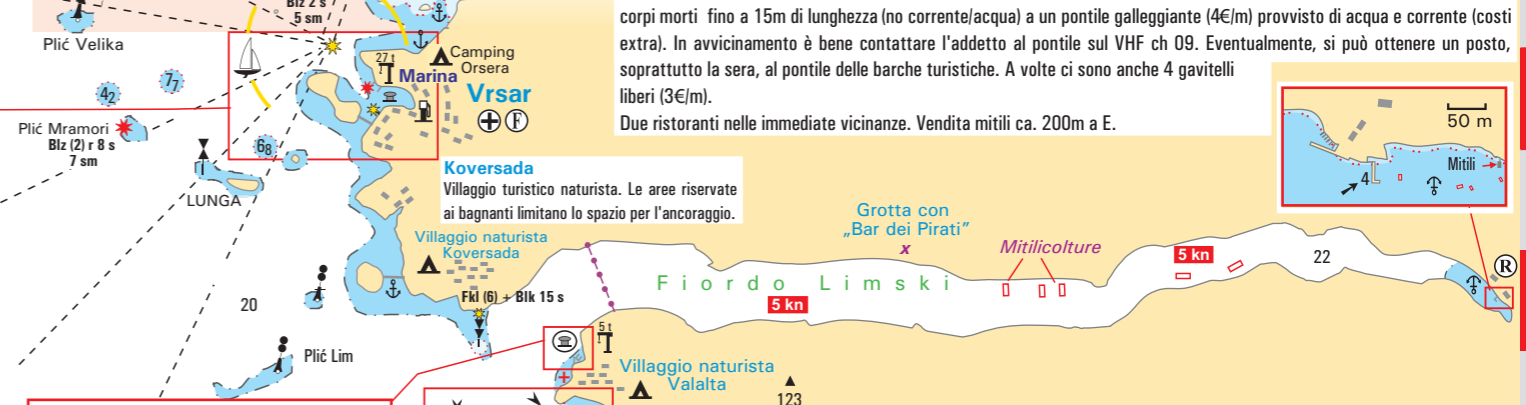 Blz 2 s
5 sm
Plić Velika
4₂
7₇
Plić Mramori
Blz (2) r 8 s
7 sm
6₈
LUNGA
20
Plić Lim
27 t
Camping
Orsera
Marina
Vrsar
F
corpi morti fino a 15m di lunghezza (no corrente/acqua) a un pontile galleggiante (4€/m) provvisto di acqua e corrente (costi
extra). In avvicinamento è bene contattare l'addetto al pontile sul VHF ch 09. Eventualmente, si può ottenere un posto,
soprattutto la sera, al pontile delle barche turistiche. A volte ci sono anche 4 gavitelli
liberi (3€/m).
Due ristoranti nelle immediate vicinanze. Vendita mitili ca. 200m a E.
50 m
Mitili
4
Koversada
Villaggio turistico naturista. Le aree riservate
ai bagnanti limitano lo spazio per l'ancoraggio.
Villaggio naturista
Koversada
Fkl (6) + Blk 15 s
Grotta con
„Bar dei Pirati”
x
Mitilicolture
Fiordo Limski
5 kn
5 kn
22
R
5 t
Villaggio naturista
Valalta
123